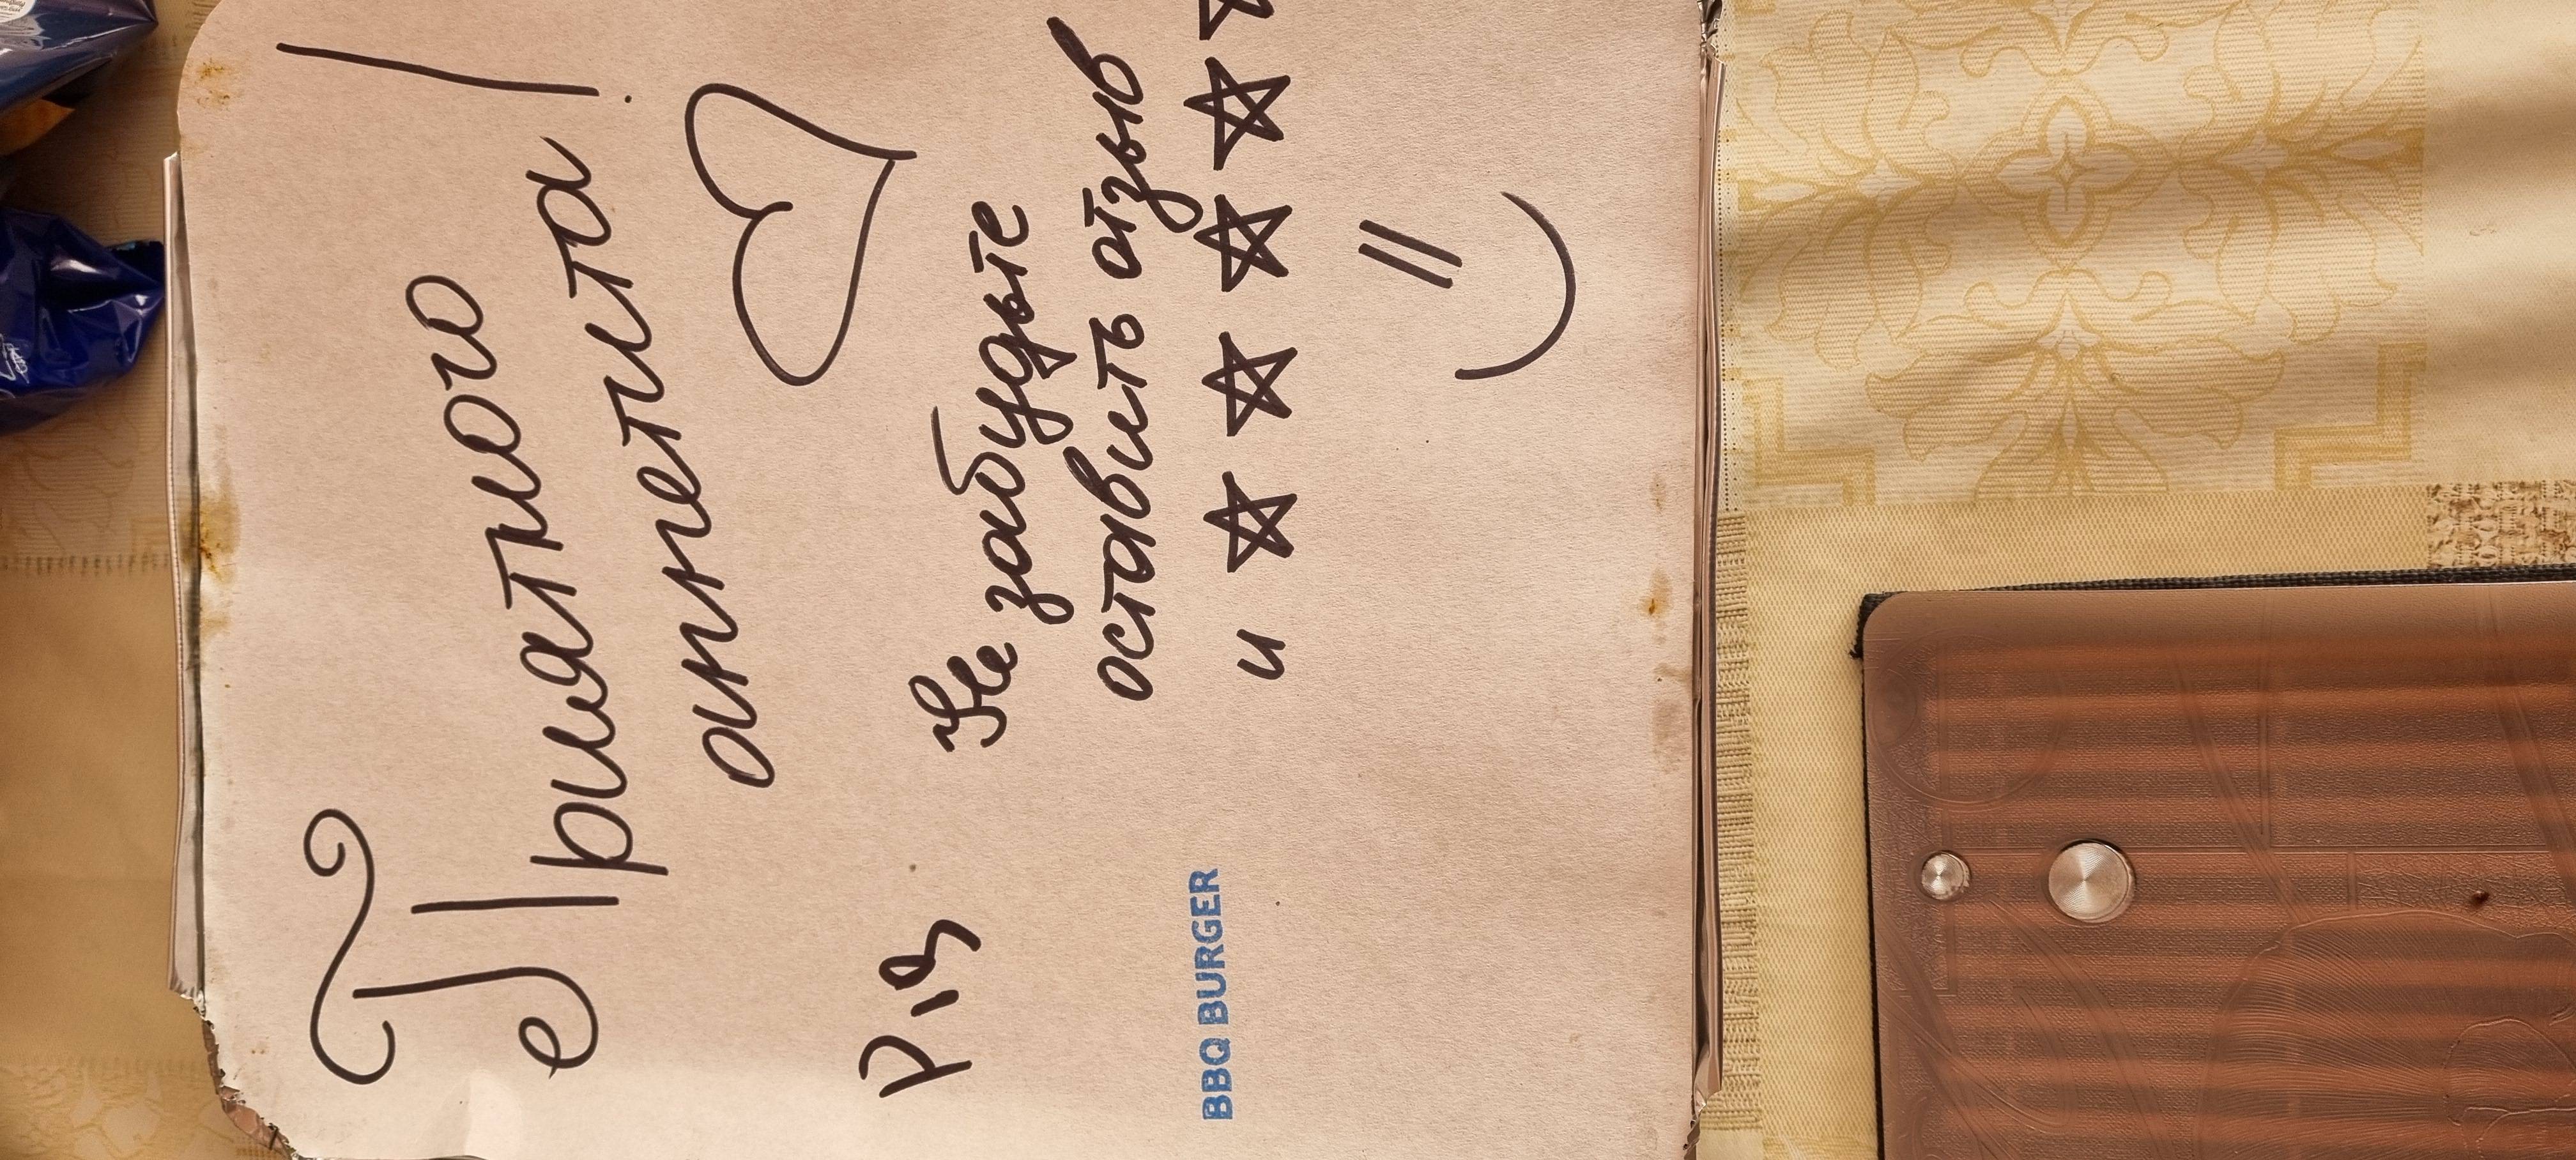 Приятного
аппетита!
P.S. Не забудьте
оставить отзыв
и ☆☆☆☆☆
=)
BBQ BURGER